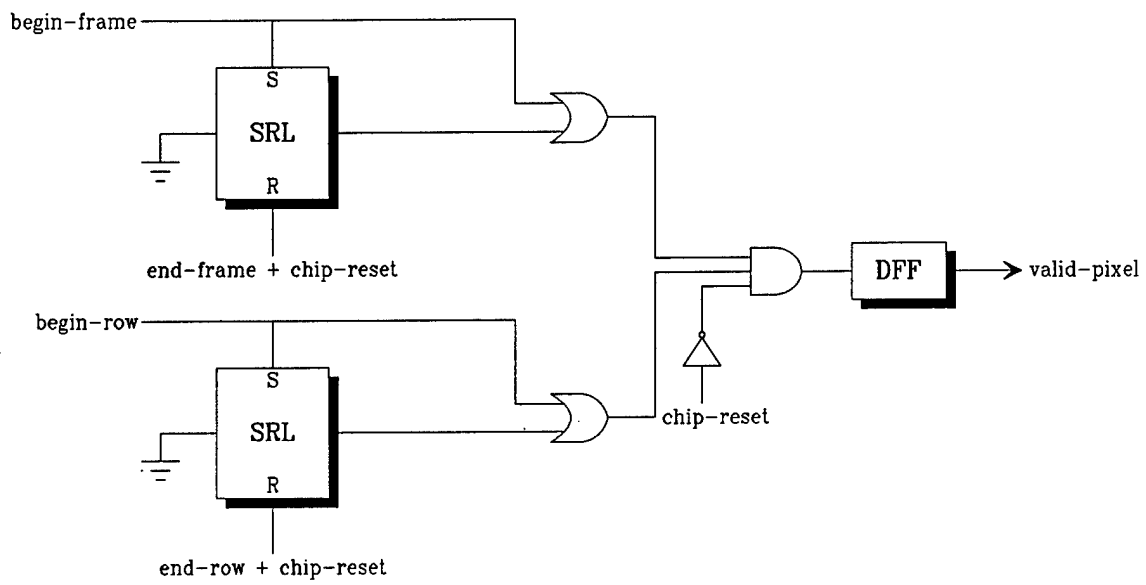 begin-frame
S
SRL
R
end-frame + chip-reset
DFF
valid-pixel
begin-row
S
SRL
R
chip-reset
end-row + chip-reset